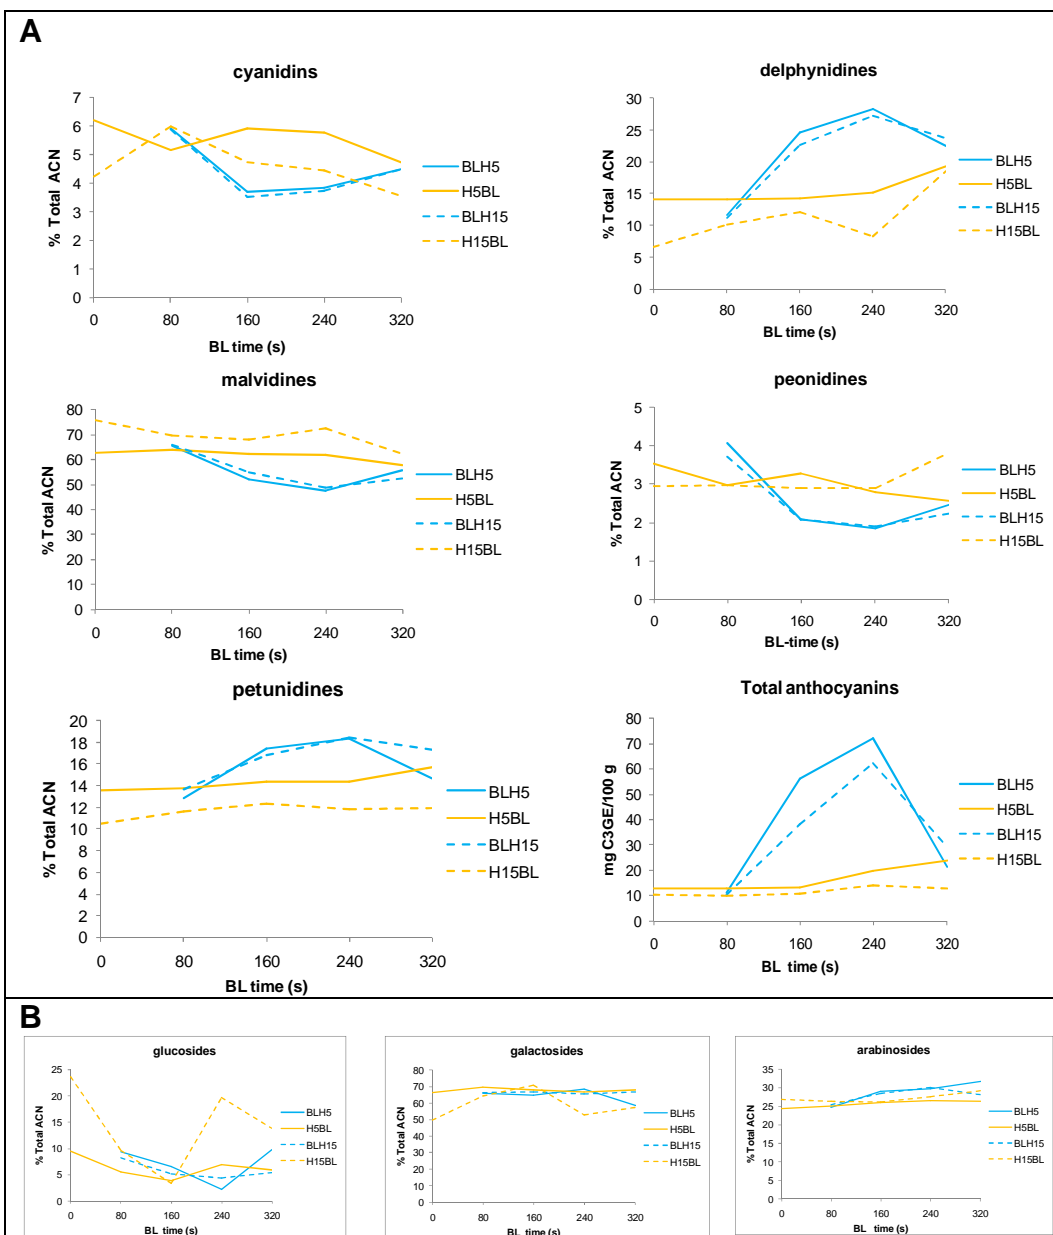 A
cyanidins
% Total ACN
7
6
5
4
3
2
1
0
0 80 160 240 320
BL time (s)
BLH5
H5BL
BLH15
H15BL
delphynidines
% Total ACN
30
25
20
15
10
5
0
0 80 160 240 320
BL time (s)
BLH5
H5BL
BLH15
H15BL
malvidines
% Total ACN
80
70
60
50
40
30
20
10
0
0 80 160 240 320
BL time (s)
BLH5
H5BL
BLH15
H15BL
peonidines
% Total ACN
5
4
3
2
1
0
0 80 160 240 320
BL-time (s)
BLH5
H5BL
BLH15
H15BL
petunidines
% Total ACN
20
18
16
14
12
10
8
6
4
2
0
0 80 160 240 320
BL time (s)
BLH5
H5BL
BLH15
H15BL
Total anthocyanins
mg C3GE/100 g
80
70
60
50
40
30
20
10
0
0 80 160 240 320
BL time (s)
BLH5
H5BL
BLH15
H15BL
B
glucosides
% Total ACN
25
20
15
10
5
0
0 80 160 240 320
BL time (s)
BLH5
H5BL
BLH15
H15BL
galactosides
% Total ACN
80
70
60
50
40
30
20
10
0
0 80 160 240 320
BL time (s)
BLH5
H5BL
BLH15
H15BL
arabinosides
% Total ACN
35
30
25
20
15
10
5
0
0 80 160 240 320
BL time (s)
BLH5
H5BL
BLH15
H15BL